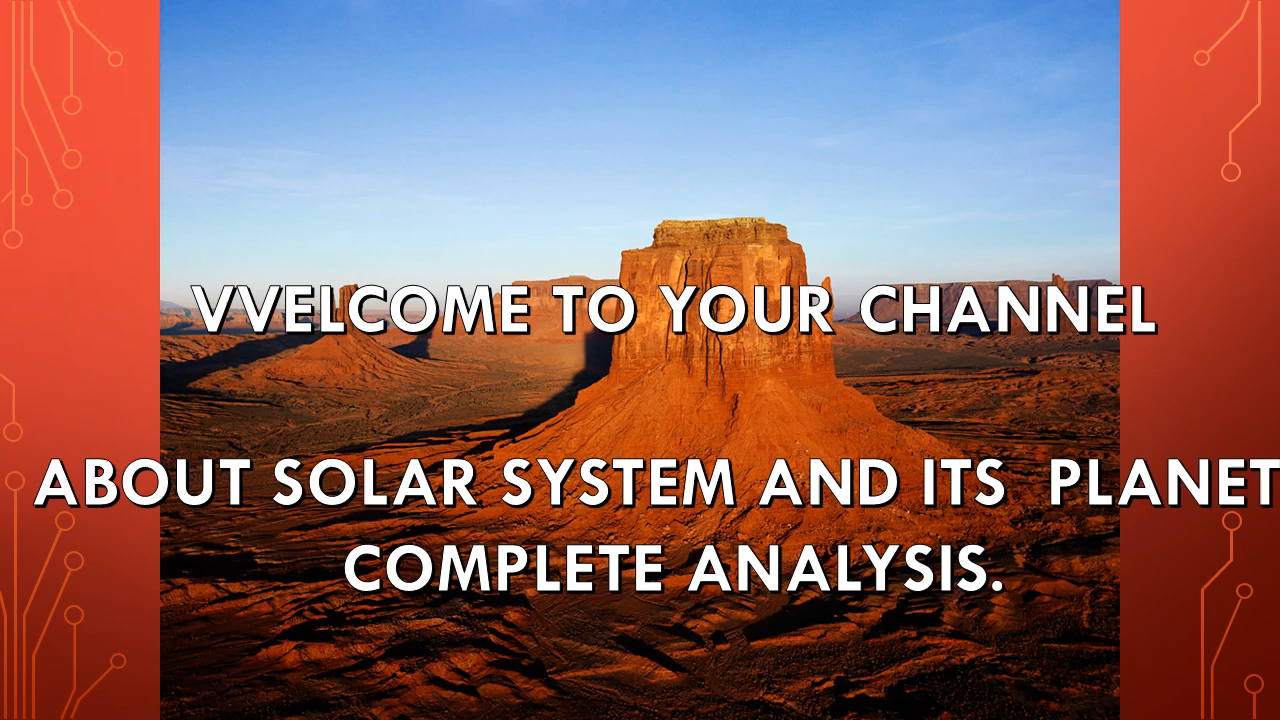 VVELCOME TO YOUR CHANNEL
ABOUT SOLAR SYSTEM AND ITS PLANET
COMPLETE ANALYSIS.